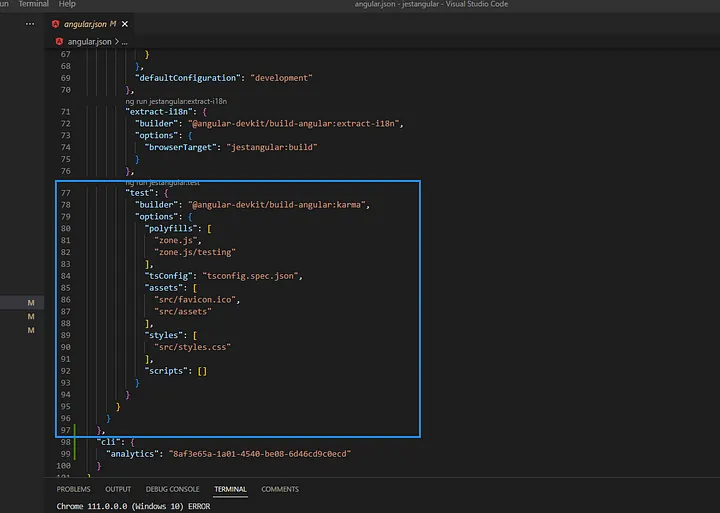 un Terminal Help angular.json - jestangular - Visual Studio Code
... angular.json M ×
angular.json > ...
67 }
68 },
69 "defaultConfiguration": "development"
70 },
ng run jestangular:extract-i18n
71 "extract-i18n": {
72 "builder": "@angular-devkit/build-angular:extract-i18n",
73 "options": {
74 "browserTarget": "jestangular:build"
75 }
76 },
ng run jestangular:test
77 "test": {
78 "builder": "@angular-devkit/build-angular:karma",
79 "options": {
80 "polyfills": [
81 "zone.js",
82 "zone.js/testing"
83 ],
84 "tsConfig": "tsconfig.spec.json",
85 "assets": [
86 "src/favicon.ico",
87 "src/assets"
88 ],
89 "styles": [
90 "src/styles.css"
91 ],
92 "scripts": []
93 }
94 }
95 }
96 }
97 },
98 "cli": {
99 "analytics": "8af3e65a-1a01-4540-be08-6d46cd9c0ecd"
100 }
101 }
M
M
M
PROBLEMS OUTPUT DEBUG CONSOLE TERMINAL COMMENTS
Chrome 111.0.0.0 (Windows 10) ERROR